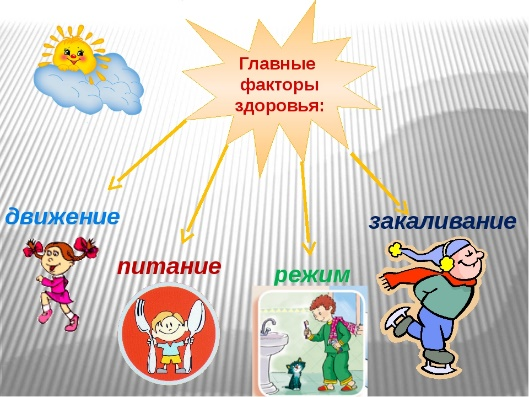 Главные
факторы
здоровья:
движение
закаливание
питание
режим